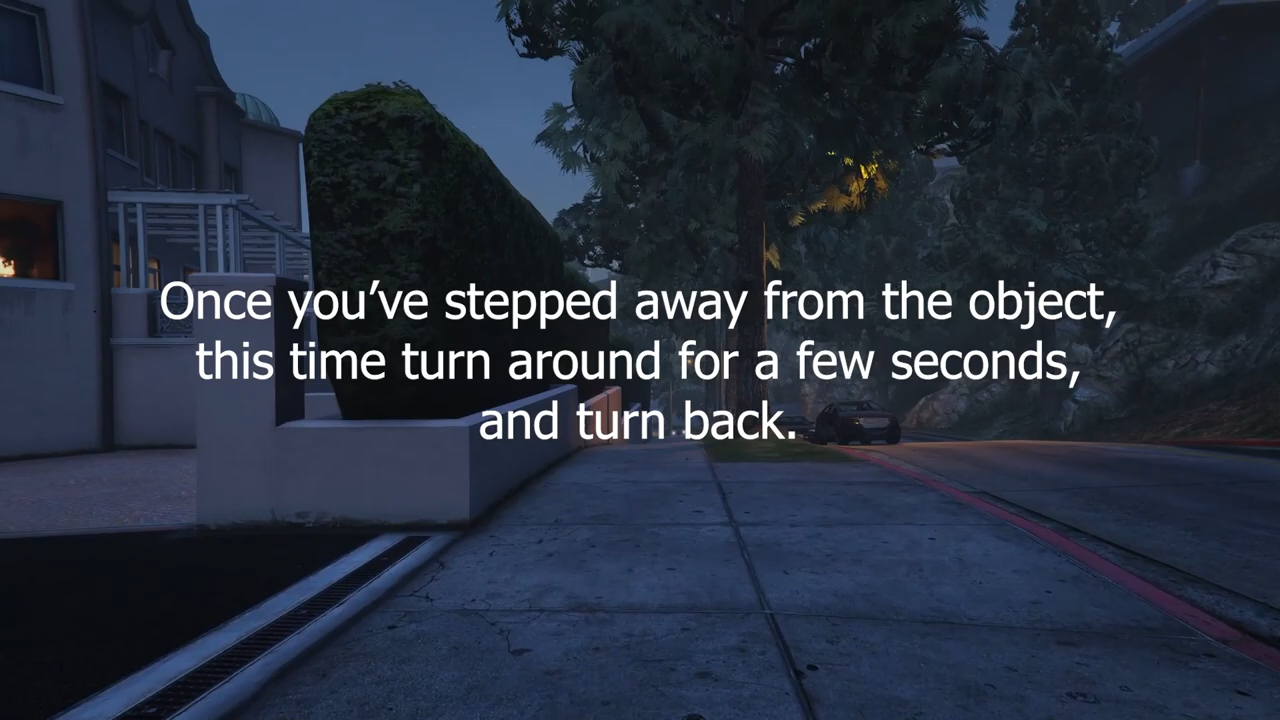 Once you’ve stepped away from the object,
this time turn around for a few seconds,
and turn back.